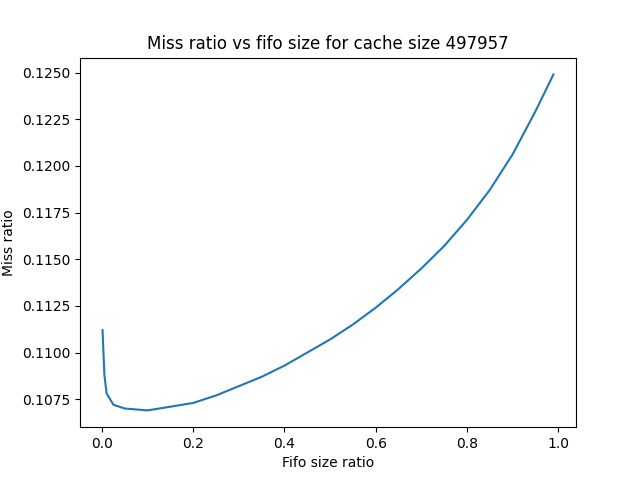 Miss ratio vs fifo size for cache size 497957
0.1250
0.1225
0.1200
0.1175
0.1150
0.1125
0.1100
0.1075
Miss ratio
0.0 0.2 0.4 0.6 0.8 1.0
Fifo size ratio